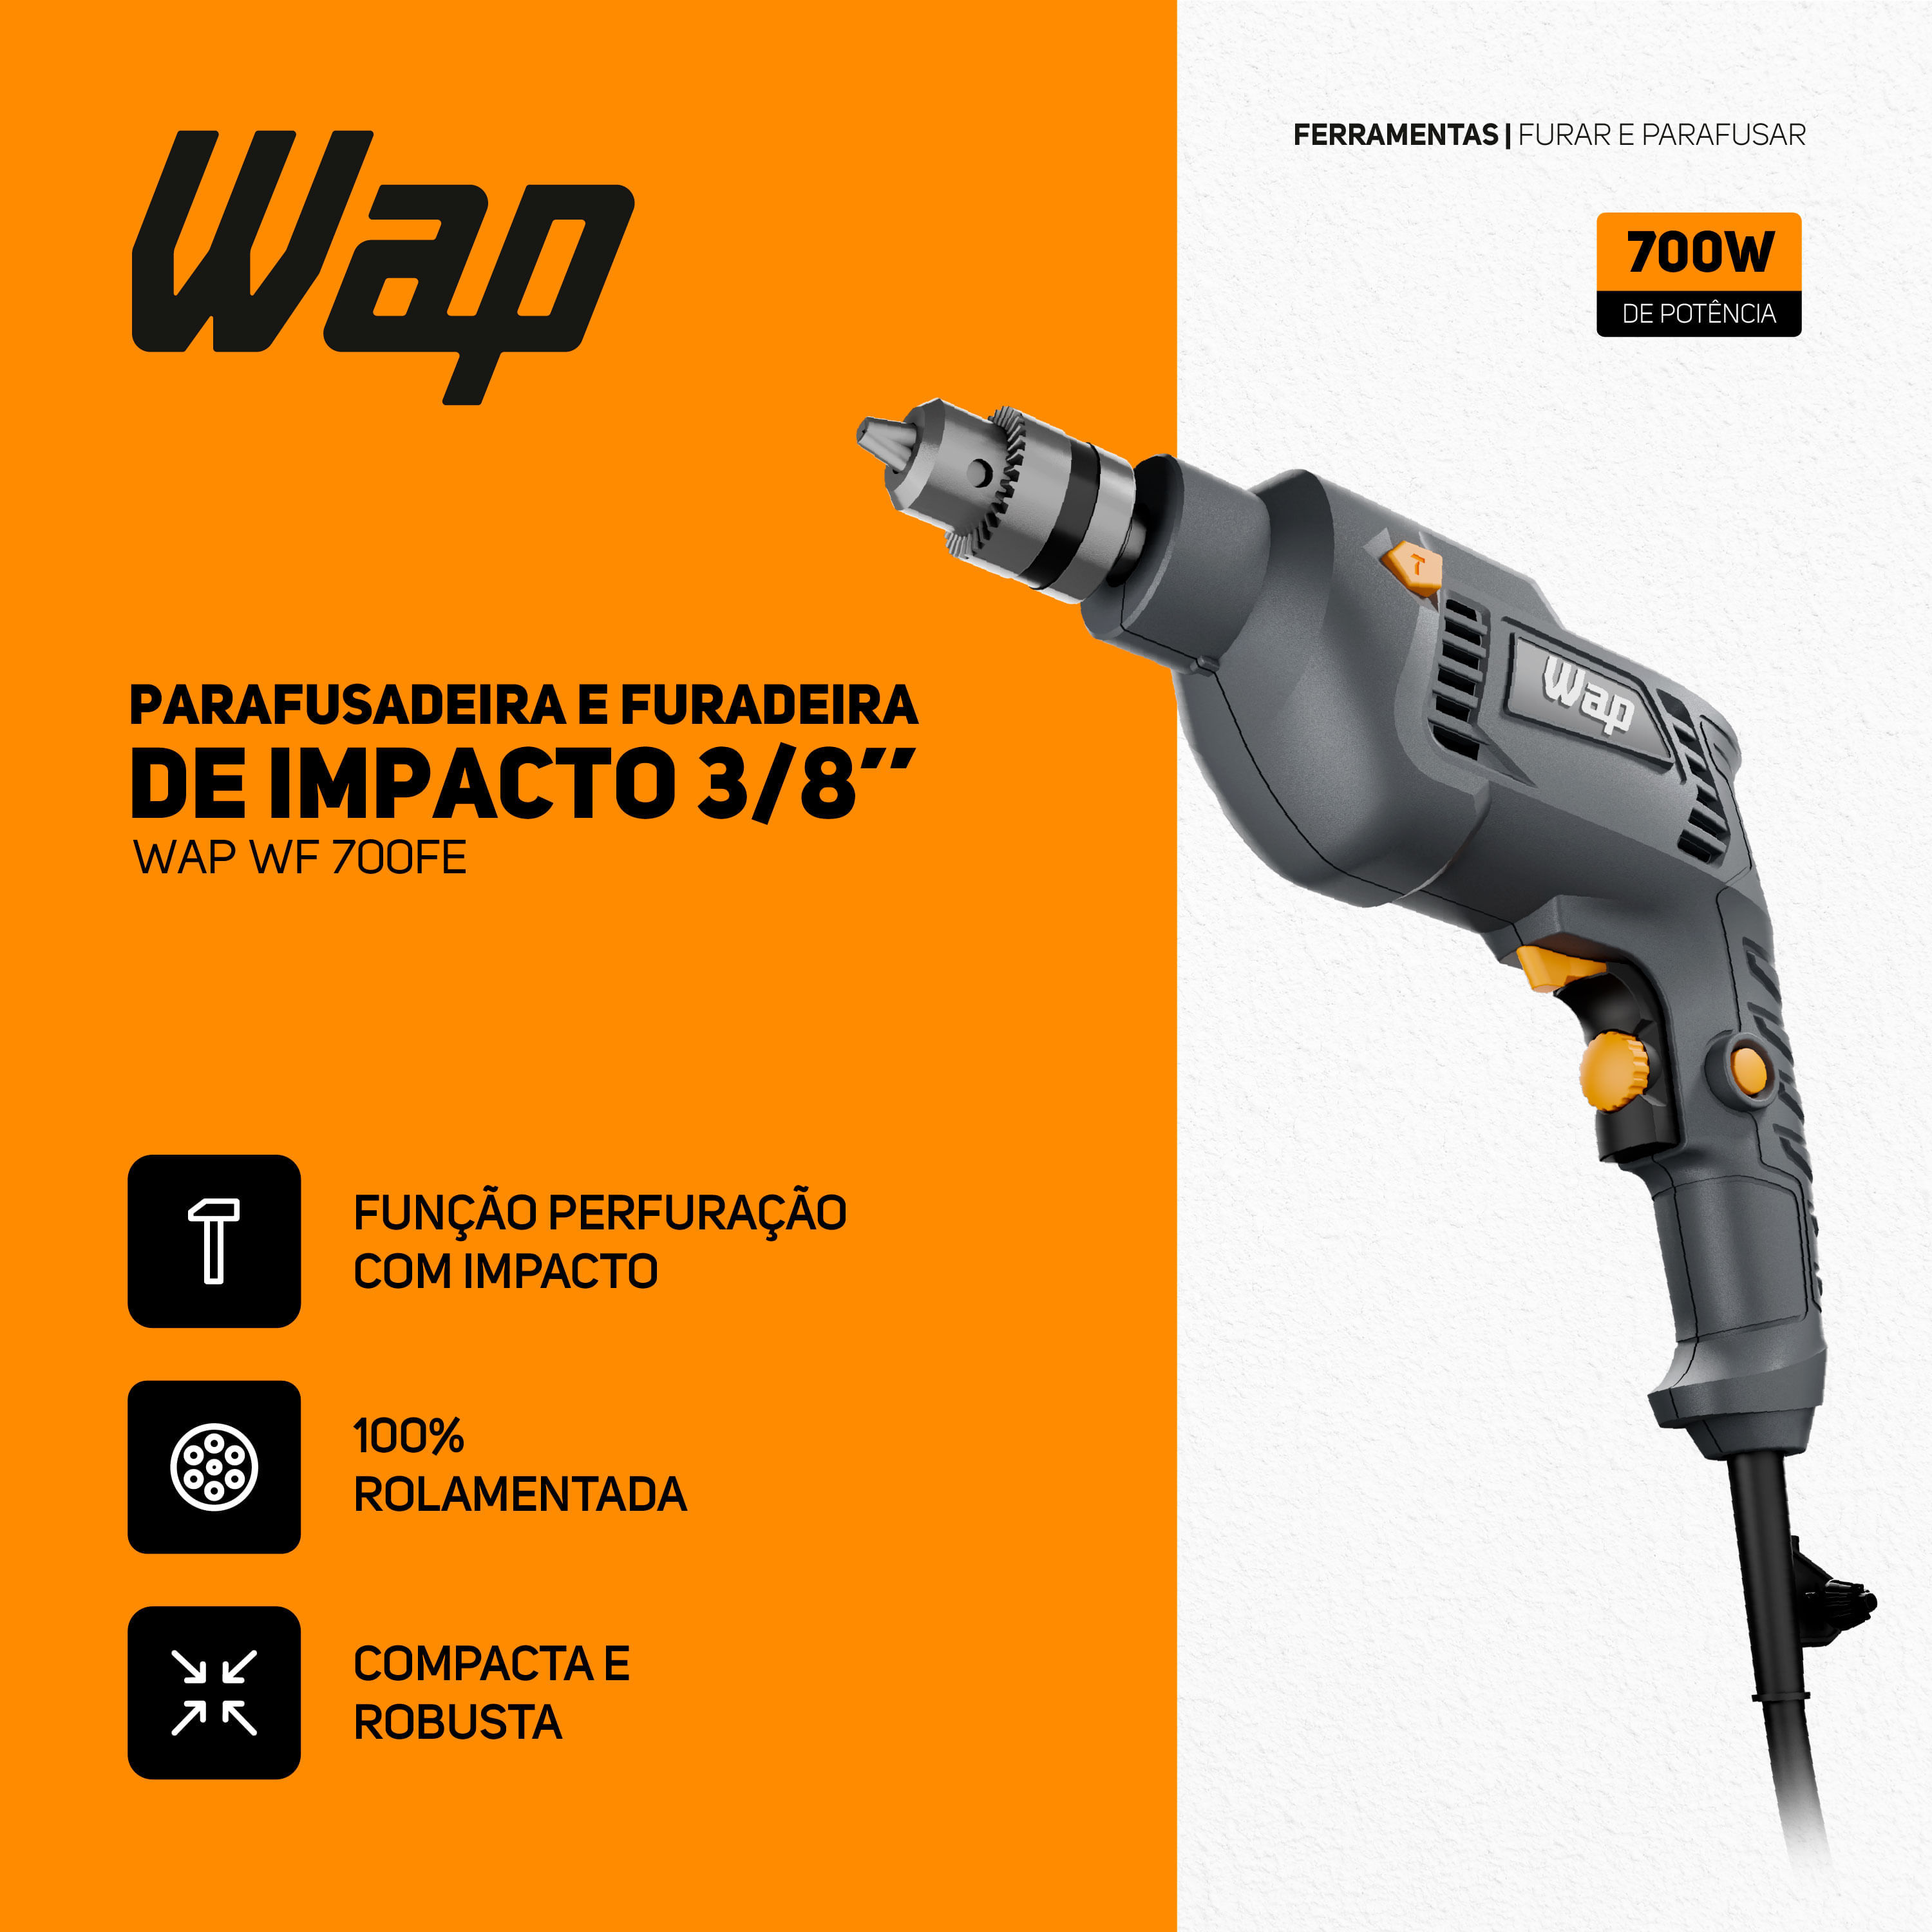 Wap
FERRAMENTAS | FURAR E PARAFUSAR
700W
DE POTÊNCIA
Wap
PARAFUSADEIRA E FURADEIRA
DE IMPACTO 3/8”
WAP WF 700FE
FUNÇÃO PERFURAÇÃO
COM IMPACTO
100%
ROLAMENTADA
COMPACTA E
ROBUSTA